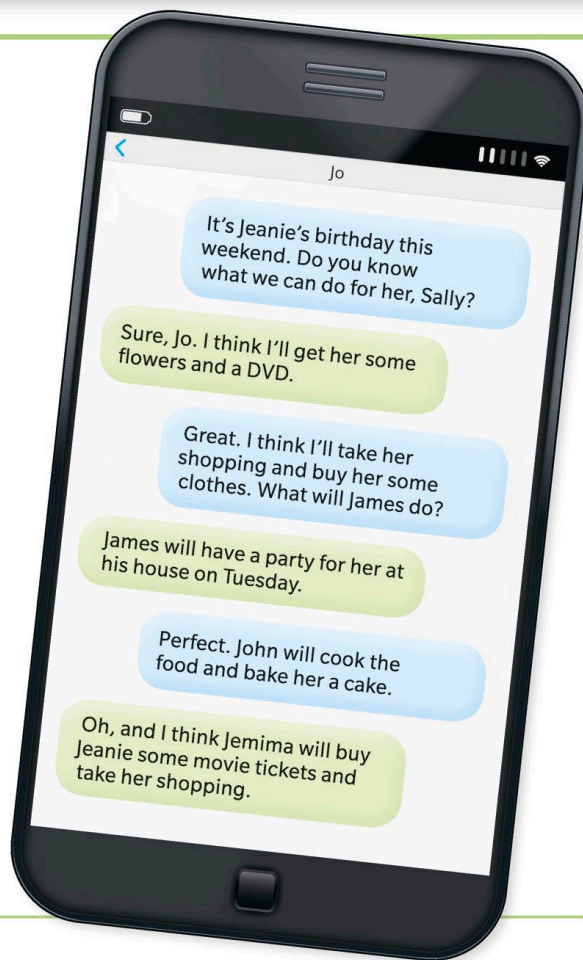 Jo
It's Jeanie's birthday this
weekend. Do you know
what we can do for her, Sally?
Sure, Jo. I think I'll get her some
flowers and a DVD.
Great. I think I'll take her
shopping and buy her some
clothes. What will James do?
James will have a party for her at
his house on Tuesday.
Perfect. John will cook the
food and bake her a cake.
Oh, and I think Jemima will buy
Jeanie some movie tickets and
take her shopping.